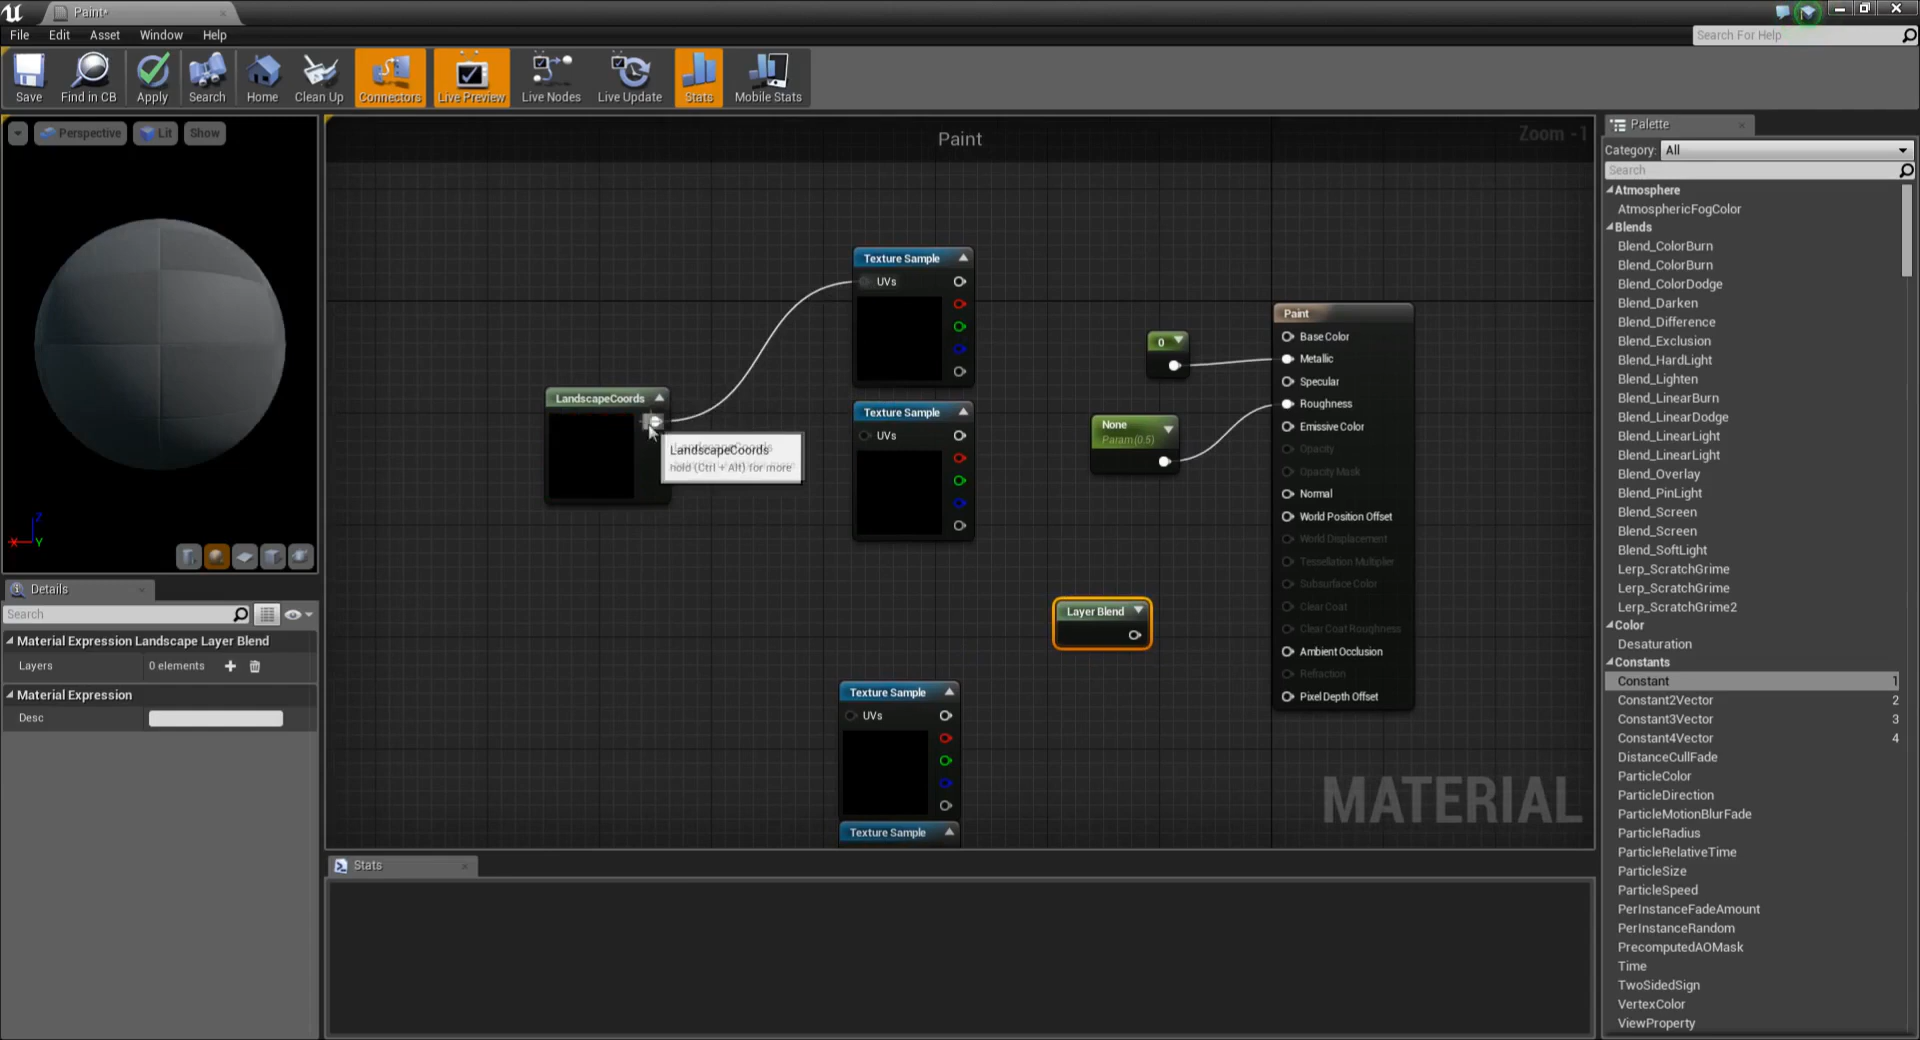 Paint*
File Edit Asset Window Help
Search For Help
Save Find in CB Apply Search Home Clean Up Connectors Live Preview Live Nodes Live Update Stats Mobile Stats
Perspective Lit Show
Z
X Y
Details
Search
Material Expression Landscape Layer Blend
Layers 0 elements
Material Expression
Desc
Paint
Zoom -1
LandscapeCoords
LandscapeCoords
hold (Ctrl + Alt) for more
Texture Sample
UVs
Texture Sample
UVs
Texture Sample
UVs
Texture Sample
0
None
Param (0.5)
Layer Blend
Paint
Base Color
Metallic
Specular
Roughness
Emissive Color
Opacity
Opacity Mask
Normal
World Position Offset
World Displacement
Tessellation Multiplier
Subsurface Color
Clear Coat
Clear Coat Roughness
Ambient Occlusion
Refraction
Pixel Depth Offset
MATERIAL
Stats
Palette
Category: All
Search
Atmosphere
AtmosphericFogColor
Blends
Blend_ColorBurn
Blend_ColorBurn
Blend_ColorDodge
Blend_Darken
Blend_Difference
Blend_Exclusion
Blend_HardLight
Blend_Lighten
Blend_LinearBurn
Blend_LinearDodge
Blend_LinearLight
Blend_LinearLight
Blend_Overlay
Blend_PinLight
Blend_Screen
Blend_Screen
Blend_SoftLight
Lerp_ScratchGrime
Lerp_ScratchGrime
Lerp_ScratchGrime2
Color
Desaturation
Constants
Constant 1
Constant2Vector 2
Constant3Vector 3
Constant4Vector 4
DistanceCullFade
ParticleColor
ParticleDirection
ParticleMotionBlurFade
ParticleRadius
ParticleRelativeTime
ParticleSize
ParticleSpeed
PerInstanceFadeAmount
PerInstanceRandom
PrecomputedAOMask
Time
TwoSidedSign
VertexColor
ViewProperty